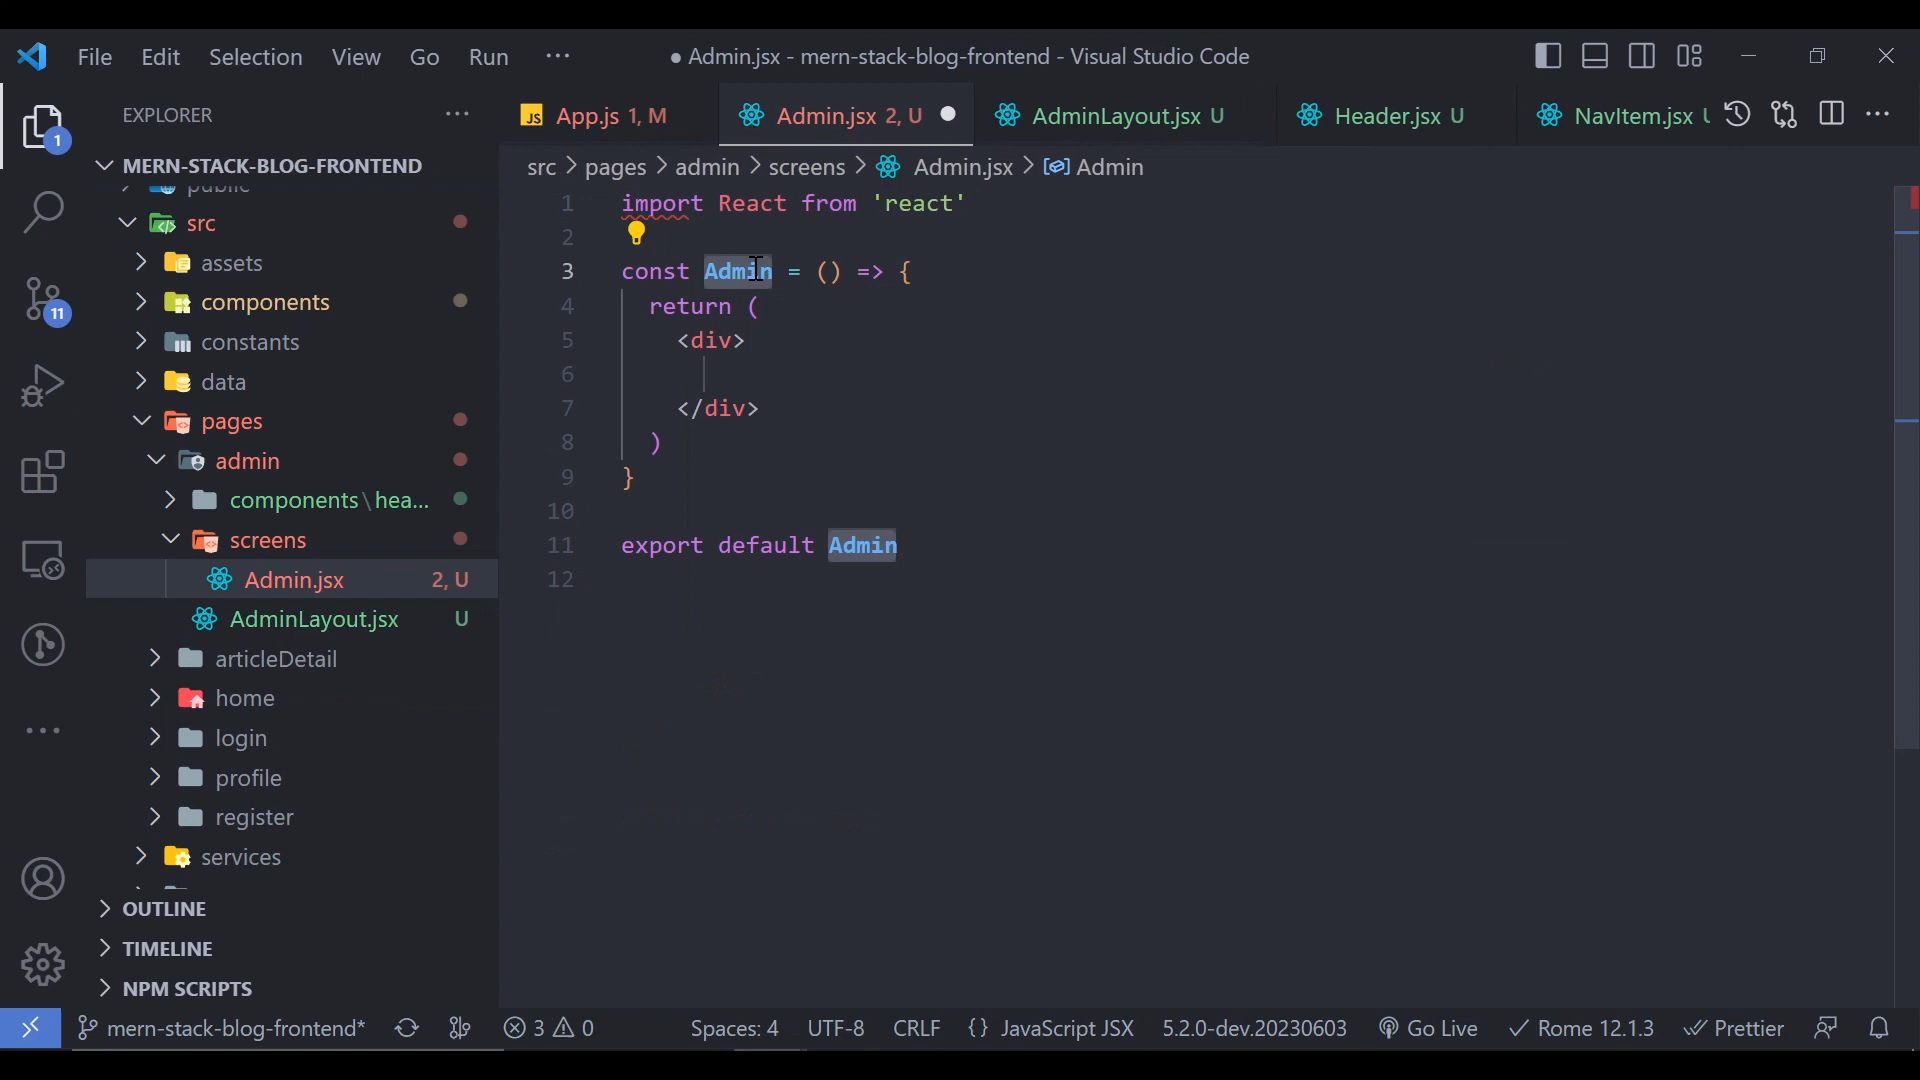 File Edit Selection View Go Run ···
● Admin.jsx - mern-stack-blog-frontend - Visual Studio Code
EXPLORER
App.js 1, M
Admin.jsx 2, U
AdminLayout.jsx U
Header.jsx U
NavItem.jsx
1
MERN-STACK-BLOG-FRONTEND
src > pages > admin > screens > Admin.jsx > Admin
public
src
assets
components
11
constants
data
pages
admin
components\hea...
screens
Admin.jsx 2, U
AdminLayout.jsx U
articleDetail
home
login
profile
register
services
OUTLINE
TIMELINE
NPM SCRIPTS
1 import React from 'react'
2
3 const Admin = () => {
4 return (
5 <div>
6
7 </div>
8 )
9 }
10
11 export default Admin
12
mern-stack-blog-frontend* 3 0 Spaces: 4 UTF-8 CRLF {} JavaScript JSX 5.2.0-dev.20230603 Go Live Rome 12.1.3 Prettier